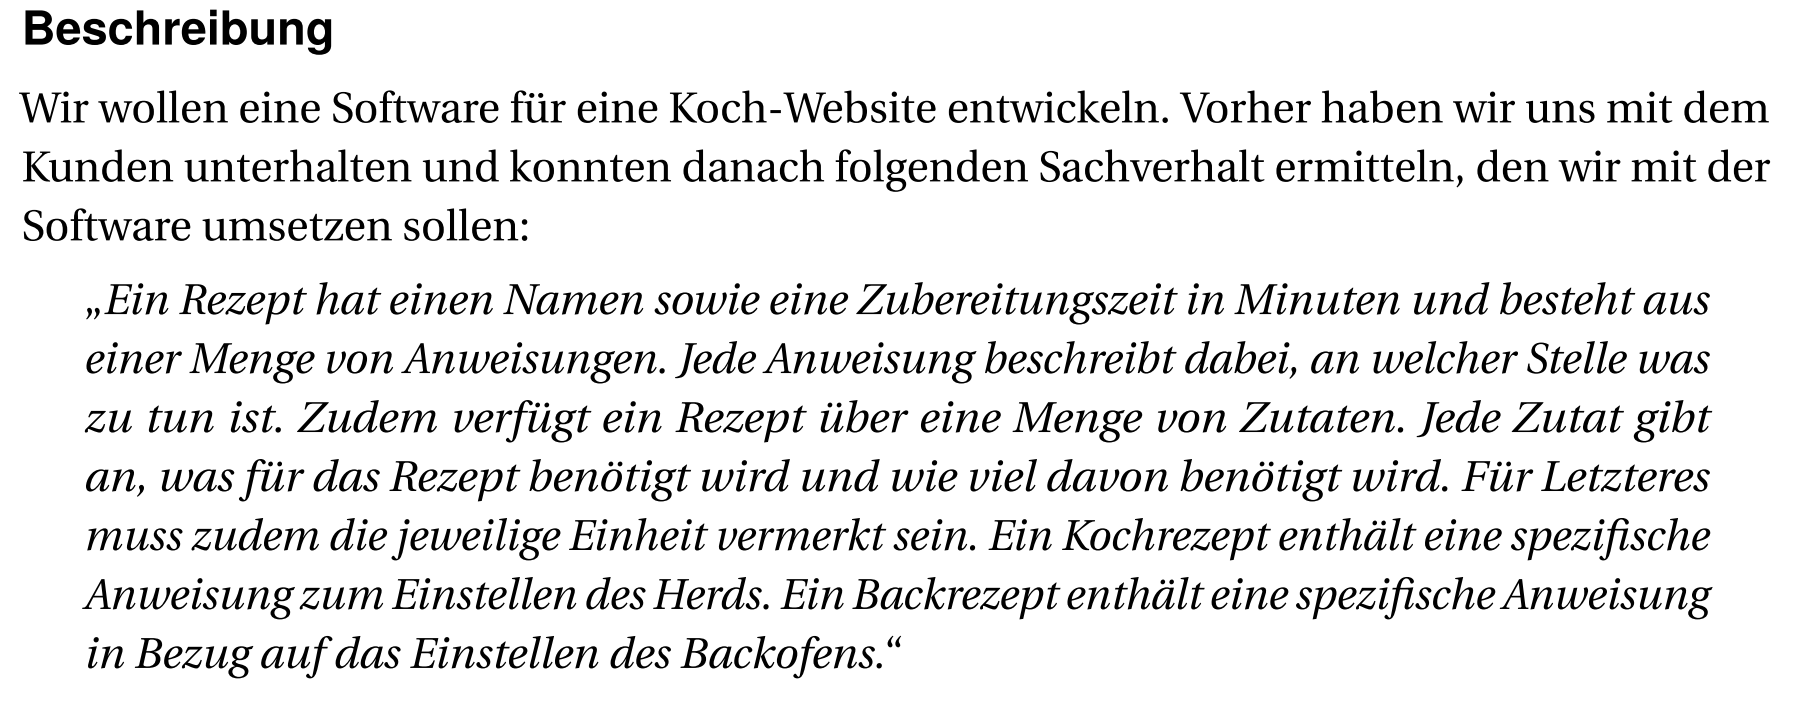 Beschreibung
Wir wollen eine Software für eine Koch-Website entwickeln. Vorher haben wir uns mit dem
Kunden unterhalten und konnten danach folgenden Sachverhalt ermitteln, den wir mit der
Software umsetzen sollen:
„Ein Rezept hat einen Namen sowie eine Zubereitungszeit in Minuten und besteht aus
einer Menge von Anweisungen. Jede Anweisung beschreibt dabei, an welcher Stelle was
zu tun ist. Zudem verfügt ein Rezept über eine Menge von Zutaten. Jede Zutat gibt
an, was für das Rezept benötigt wird und wie viel davon benötigt wird. Für Letzteres
muss zudem die jeweilige Einheit vermerkt sein. Ein Kochrezept enthält eine spezifische
Anweisung zum Einstellen des Herds. Ein Backrezept enthält eine spezifische Anweisung
in Bezug auf das Einstellen des Backofens.“